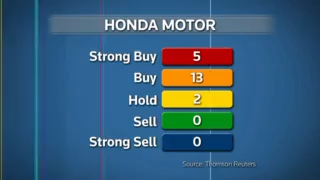 HONDA MOTOR
Strong Buy 5
Buy 13
Hold 2
Sell 0
Strong Sell 0
Source: Thomson Reuters